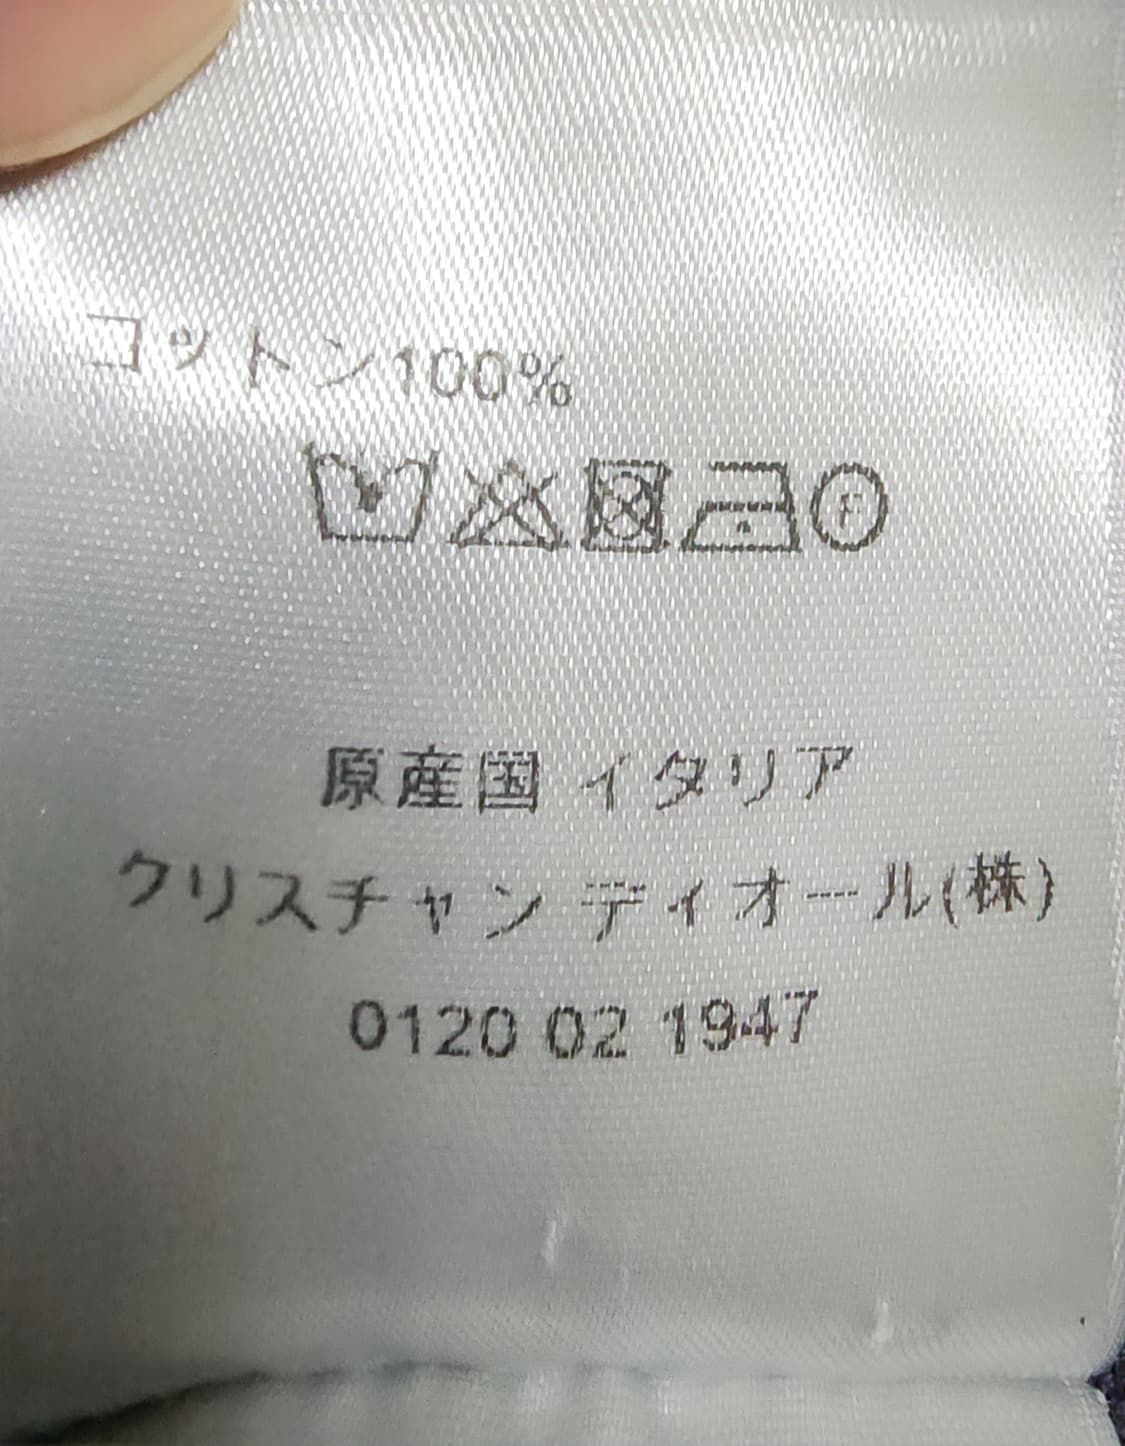 コットン100%
F
原産国 イタリア
クリスチャン ディオール(株)
0120 02 1947